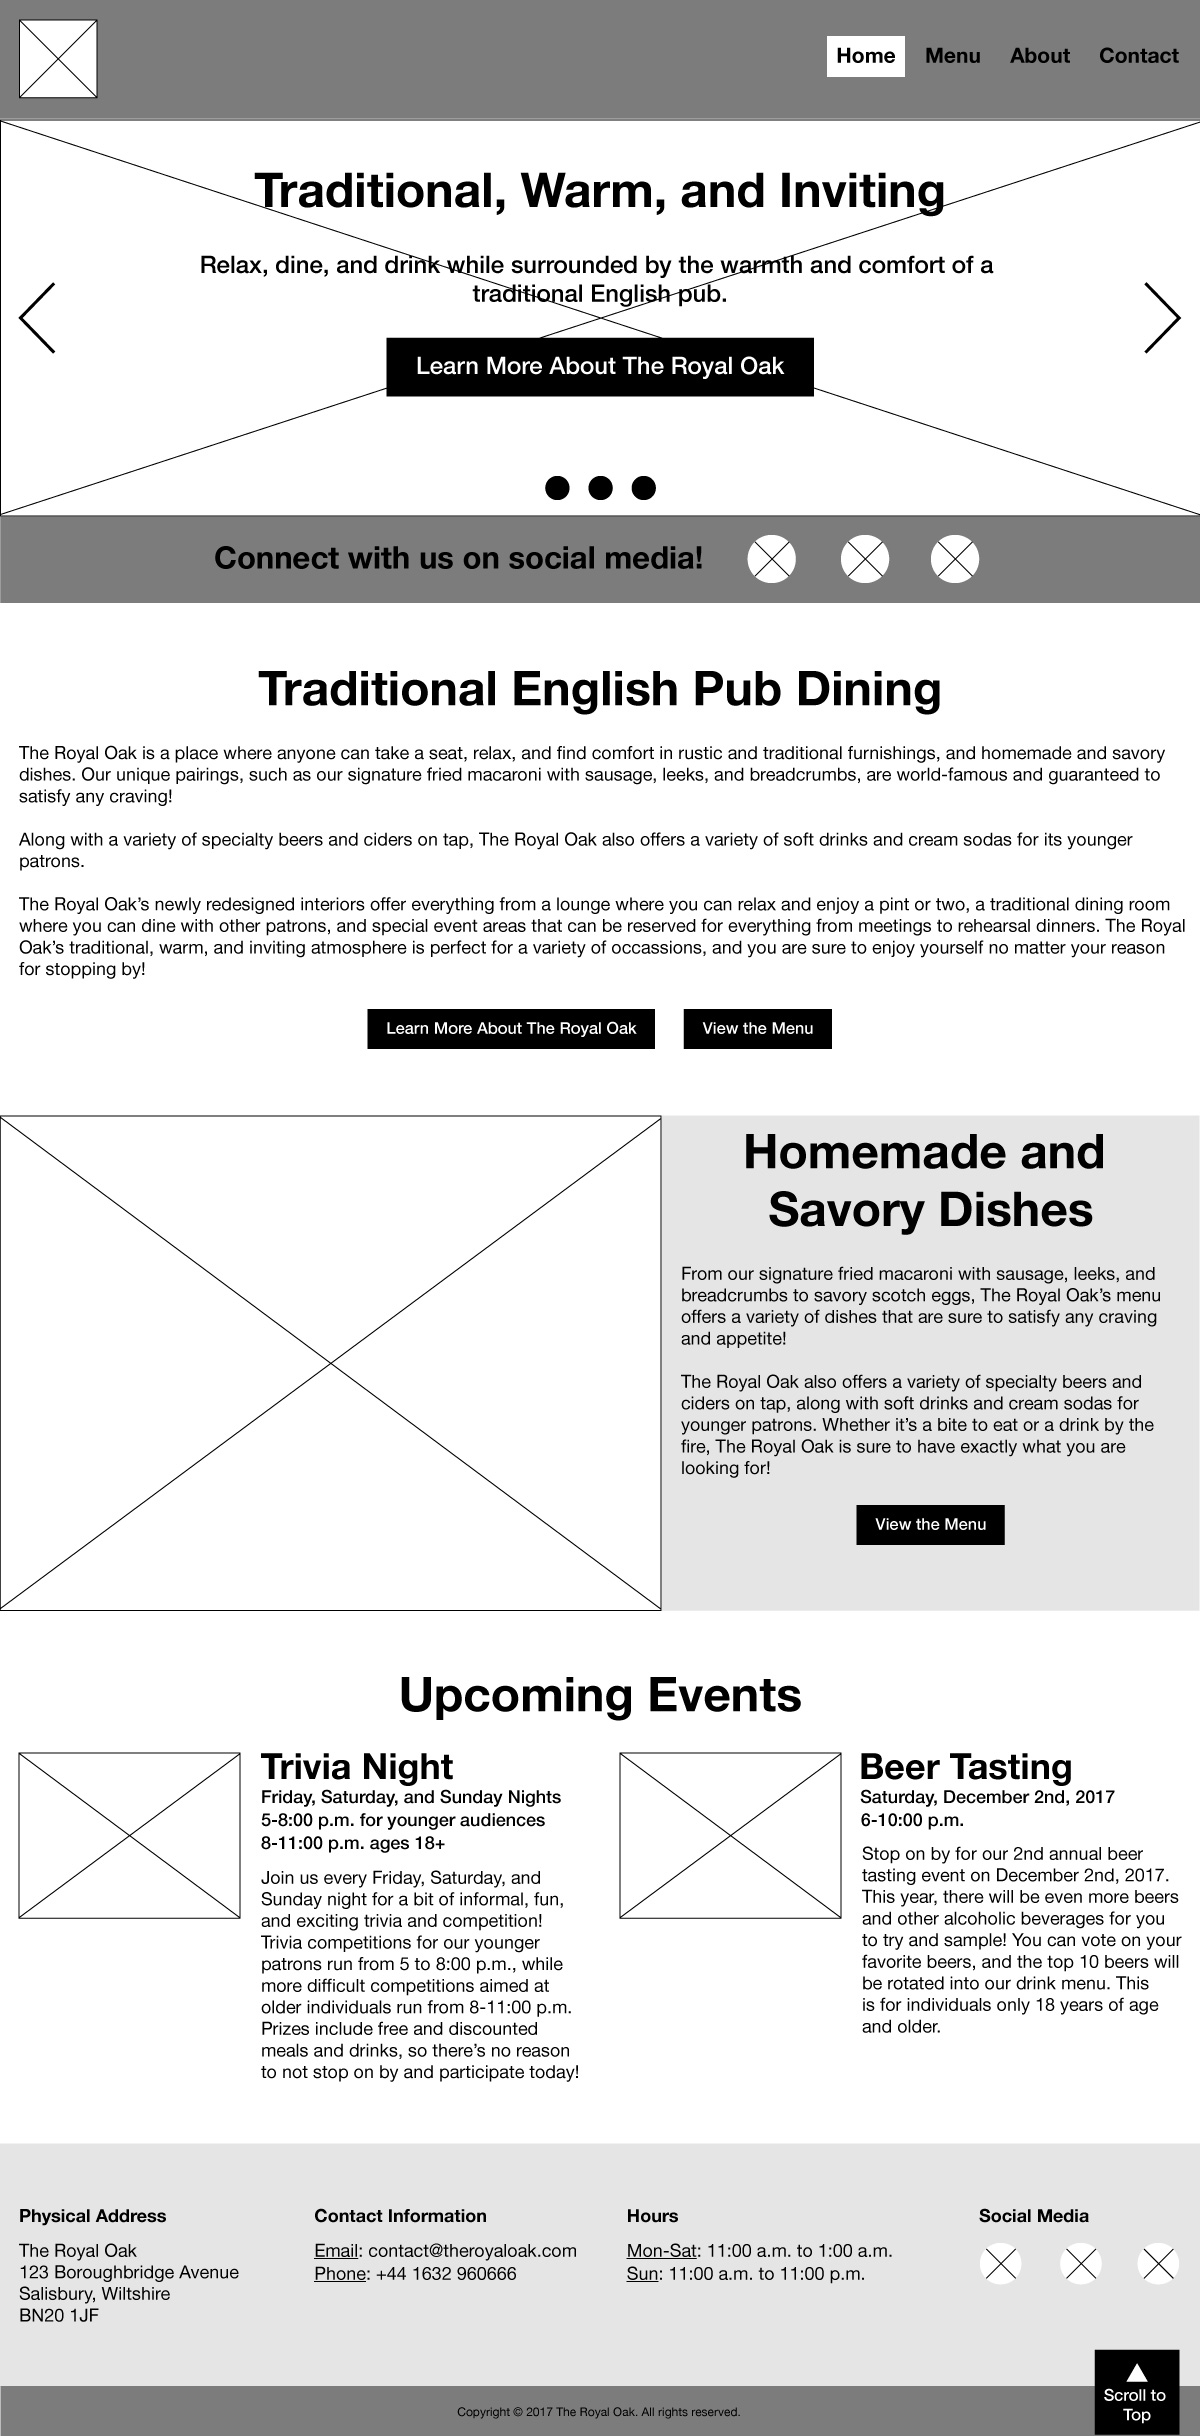 Home Menu About Contact
Traditional, Warm, and Inviting
Relax, dine, and drink while surrounded by the warmth and comfort of a
traditional English pub.
Learn More About The Royal Oak
Connect with us on social media!
Traditional English Pub Dining
The Royal Oak is a place where anyone can take a seat, relax, and find comfort in rustic and traditional furnishings, and homemade and savory
dishes. Our unique pairings, such as our signature fried macaroni with sausage, leeks, and breadcrumbs, are world-famous and guaranteed to
satisfy any craving!
Along with a variety of specialty beers and ciders on tap, The Royal Oak also offers a variety of soft drinks and cream sodas for its younger
patrons.
The Royal Oak’s newly redesigned interiors offer everything from a lounge where you can relax and enjoy a pint or two, a traditional dining room
where you can dine with other patrons, and special event areas that can be reserved for everything from meetings to rehearsal dinners. The Royal
Oak’s traditional, warm, and inviting atmosphere is perfect for a variety of occassions, and you are sure to enjoy yourself no matter your reason
for stopping by!
Learn More About The Royal Oak
View the Menu
Homemade and
Savory Dishes
From our signature fried macaroni with sausage, leeks, and
breadcrumbs to savory scotch eggs, The Royal Oak’s menu
offers a variety of dishes that are sure to satisfy any craving
and appetite!
The Royal Oak also offers a variety of specialty beers and
ciders on tap, along with soft drinks and cream sodas for
younger patrons. Whether it’s a bite to eat or a drink by the
fire, The Royal Oak is sure to have exactly what you are
looking for!
View the Menu
Upcoming Events
Trivia Night
Friday, Saturday, and Sunday Nights
5-8:00 p.m. for younger audiences
8-11:00 p.m. ages 18+
Join us every Friday, Saturday, and
Sunday night for a bit of informal, fun,
and exciting trivia and competition!
Trivia competitions for our younger
patrons run from 5 to 8:00 p.m., while
more difficult competitions aimed at
older individuals run from 8-11:00 p.m.
Prizes include free and discounted
meals and drinks, so there’s no reason
to not stop on by and participate today!
Beer Tasting
Saturday, December 2nd, 2017
6-10:00 p.m.
Stop on by for our 2nd annual beer
tasting event on December 2nd, 2017.
This year, there will be even more beers
and other alcoholic beverages for you
to try and sample! You can vote on your
favorite beers, and the top 10 beers will
be rotated into our drink menu. This
is for individuals only 18 years of age
and older.
Physical Address
The Royal Oak
123 Boroughbridge Avenue
Salisbury, Wiltshire
BN20 1JF
Contact Information
Email: contact@theroyaloak.com
Phone: +44 1632 960666
Hours
Mon-Sat: 11:00 a.m. to 1:00 a.m.
Sun: 11:00 a.m. to 11:00 p.m.
Social Media
Scroll to
Top
Copyright © 2017 The Royal Oak. All rights reserved.